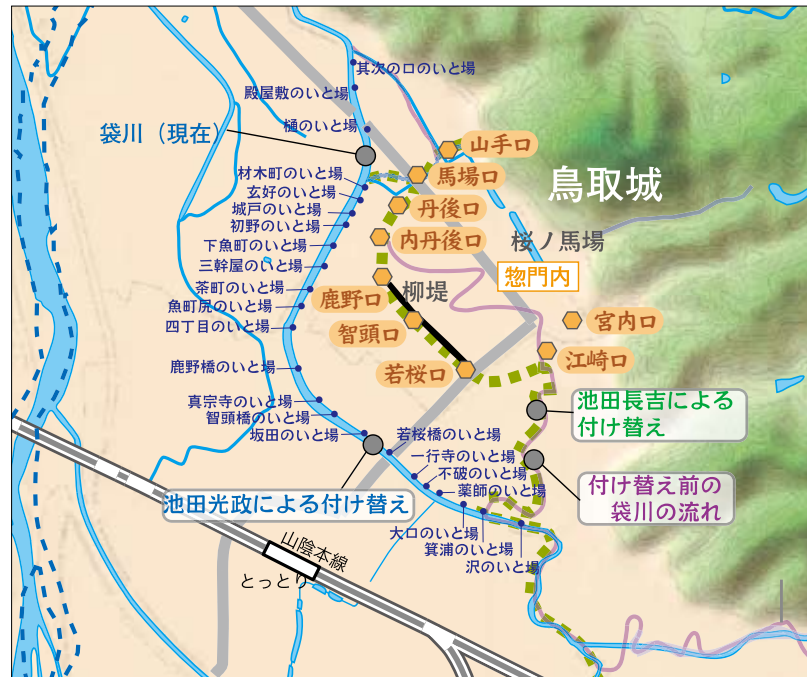 其次の口のいと場
殿屋敷のいと場
樋のいと場
袋川（現在）
山手口
材木町のいと場
馬場口
玄好のいと場
鳥取城
城戸のいと場
丹後口
初野のいと場
下魚町のいと場
内丹後口
桜ノ馬場
三幹屋のいと場
惣門内
茶町のいと場
鹿野口
柳堤
魚町尻のいと場
四丁目のいと場
智頭口
宮内口
江崎口
鹿野橋のいと場
若桜口
真宗寺のいと場
池田長吉による
付け替え
智頭橋のいと場
坂田のいと場
若桜橋のいと場
一行寺のいと場
不破のいと場
薬師のいと場
付け替え前の
袋川の流れ
池田光政による付け替え
大口のいと場
箕浦のいと場
沢のいと場
山陰本線
とっとり